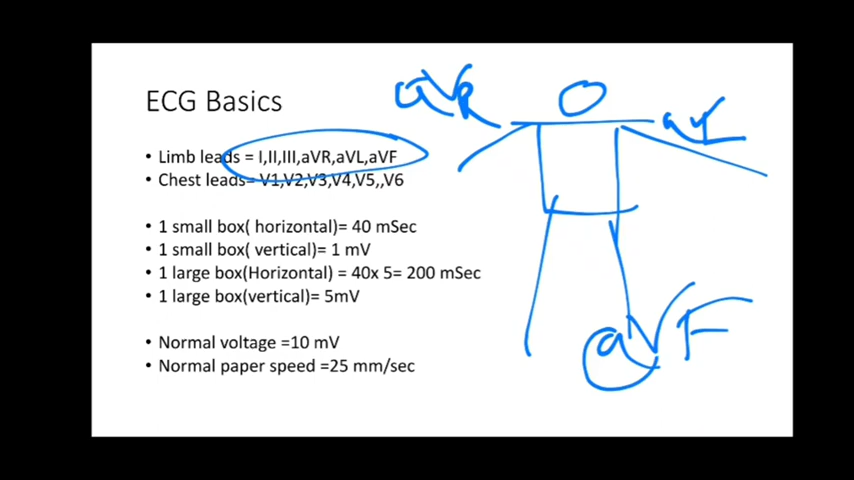 ECG Basics
• Limb leads = I,II,III,aVR,aVL,aVF
• Chest leads= V1,V2,V3,V4,V5,,V6
• 1 small box( horizontal)= 40 mSec
• 1 small box( vertical)= 1 mV
• 1 large box(Horizontal) = 40x 5= 200 mSec
• 1 large box(vertical)= 5mV
• Normal voltage =10 mV
• Normal paper speed =25 mm/sec
aVR
aVL
aVF